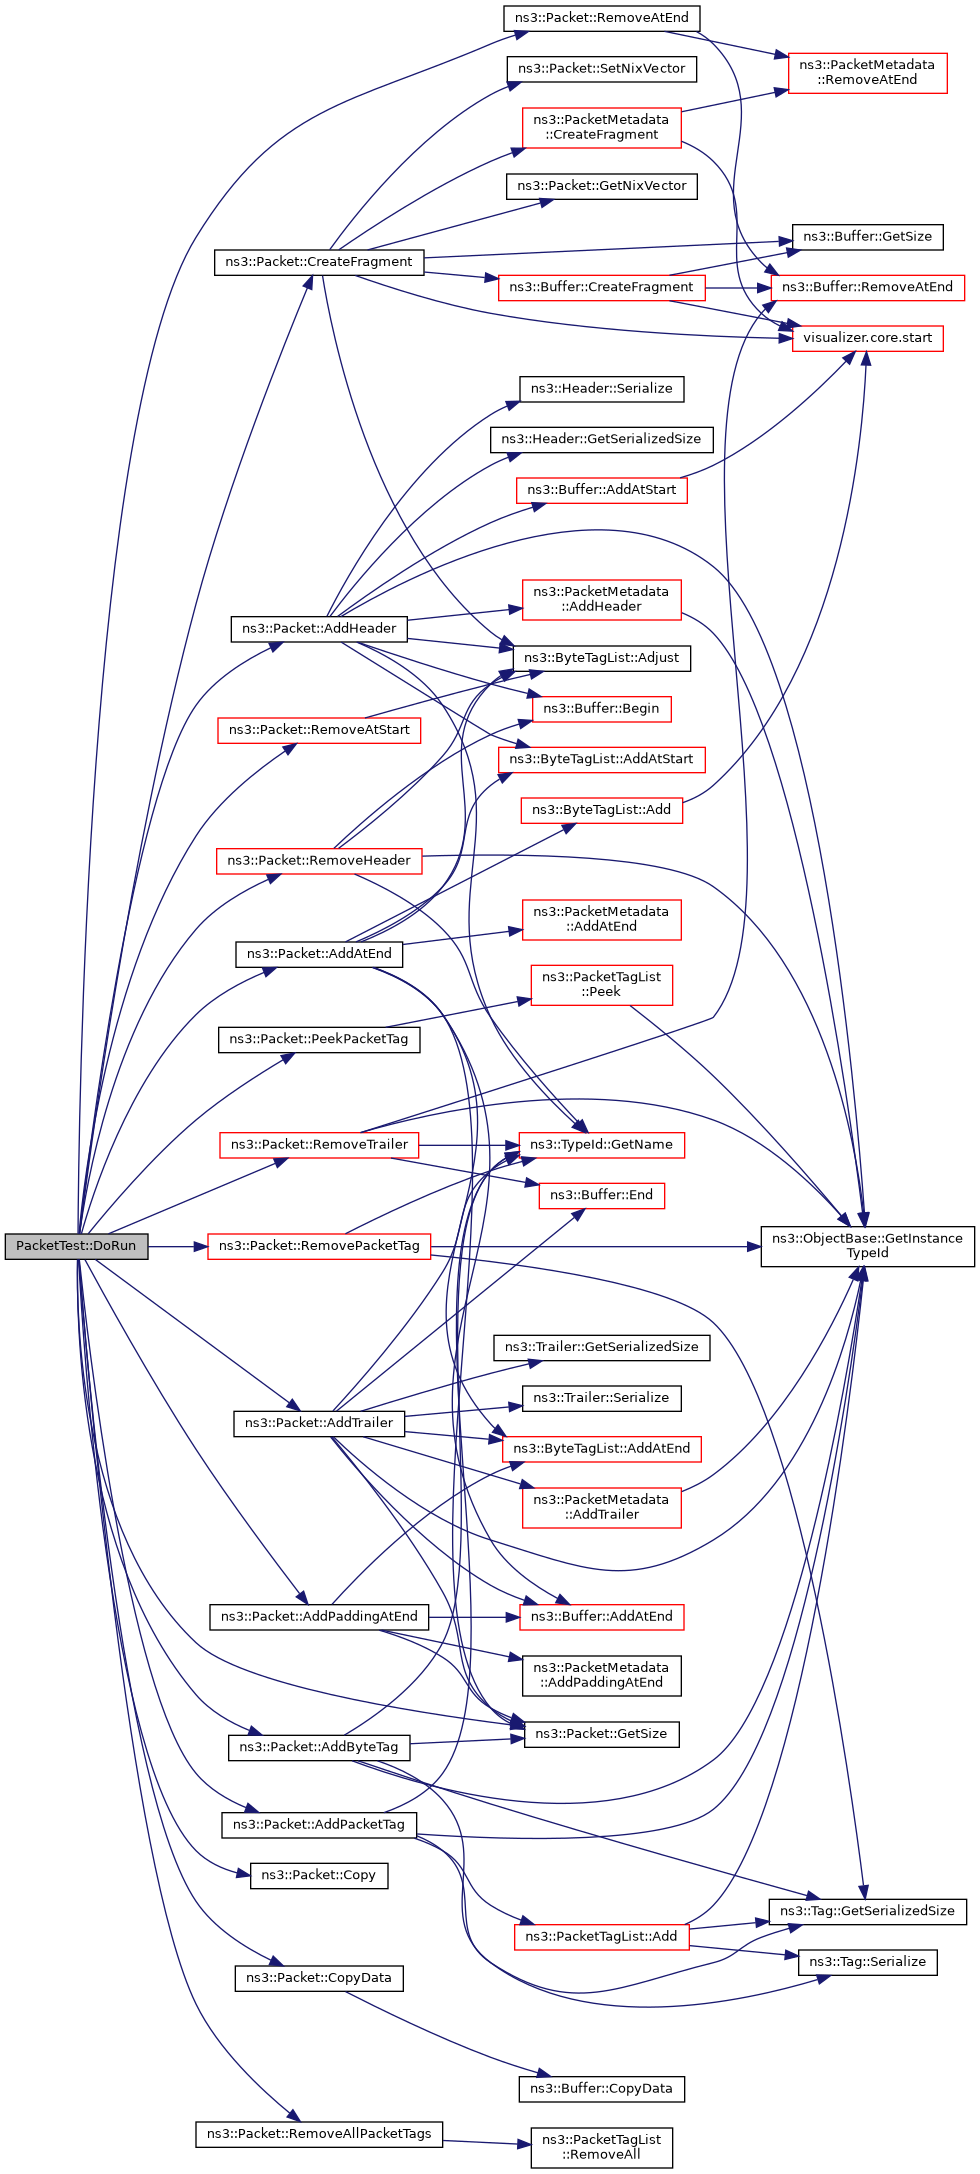 ns3::Packet::RemoveAtEnd
ns3::PacketMetadata
::RemoveAtEnd
ns3::Packet::SetNixVector
ns3::PacketMetadata
::CreateFragment
ns3::Packet::GetNixVector
ns3::Buffer::GetSize
ns3::Packet::CreateFragment
ns3::Buffer::CreateFragment
ns3::Buffer::RemoveAtEnd
visualizer.core.start
ns3::Header::Serialize
ns3::Header::GetSerializedSize
ns3::Buffer::AddAtStart
ns3::PacketMetadata
::AddHeader
ns3::Packet::AddHeader
ns3::ByteTagList::Adjust
ns3::Buffer::Begin
ns3::Packet::RemoveAtStart
ns3::ByteTagList::AddAtStart
ns3::ByteTagList::Add
ns3::Packet::RemoveHeader
ns3::PacketMetadata
::AddAtEnd
ns3::Packet::AddAtEnd
ns3::PacketTagList
::Peek
ns3::Packet::PeekPacketTag
ns3::Packet::RemoveTrailer
ns3::TypeId::GetName
ns3::Buffer::End
PacketTest::DoRun
ns3::Packet::RemovePacketTag
ns3::ObjectBase::GetInstance
TypeId
ns3::Trailer::GetSerializedSize
ns3::Trailer::Serialize
ns3::Packet::AddTrailer
ns3::ByteTagList::AddAtEnd
ns3::PacketMetadata
::AddTrailer
ns3::Packet::AddPaddingAtEnd
ns3::Buffer::AddAtEnd
ns3::PacketMetadata
::AddPaddingAtEnd
ns3::Packet::GetSize
ns3::Packet::AddByteTag
ns3::Packet::AddPacketTag
ns3::Packet::Copy
ns3::Tag::GetSerializedSize
ns3::PacketTagList::Add
ns3::Tag::Serialize
ns3::Packet::CopyData
ns3::Buffer::CopyData
ns3::Packet::RemoveAllPacketTags
ns3::PacketTagList
::RemoveAll